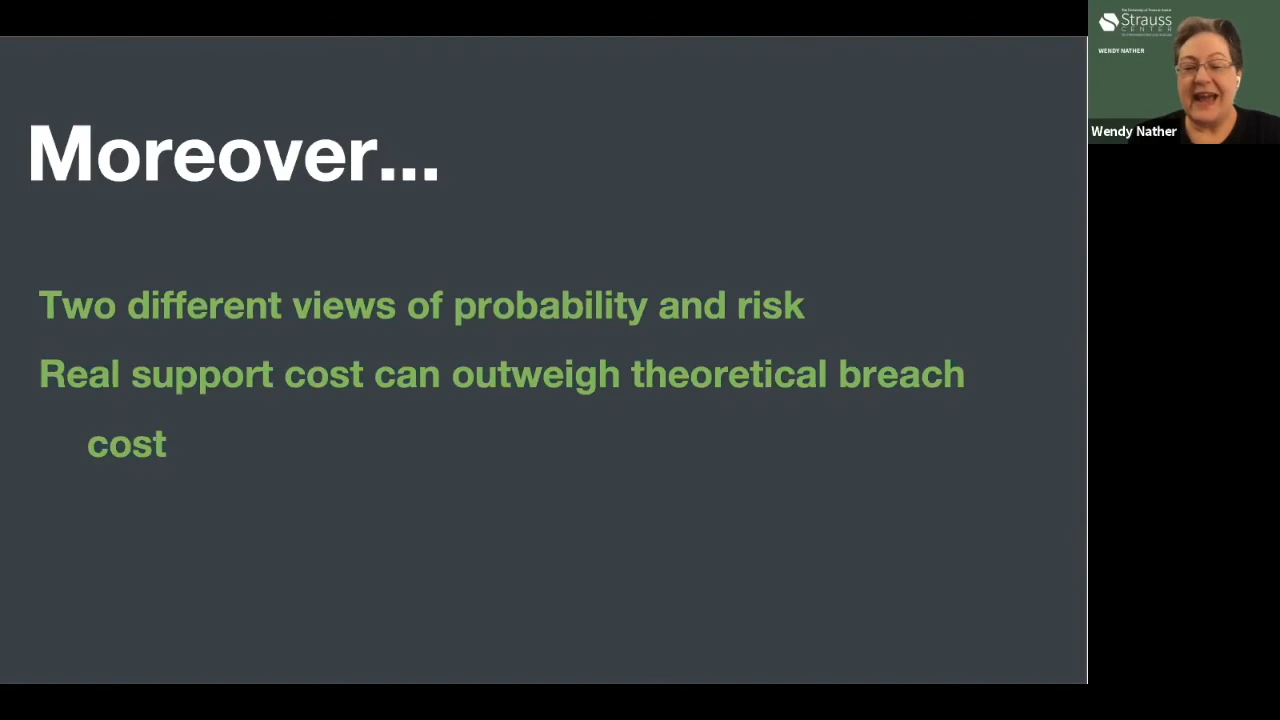 Moreover...
Two different views of probability and risk
Real support cost can outweigh theoretical breach
cost
Strauss
CENTER
WENDY NATHER
Wendy Nather